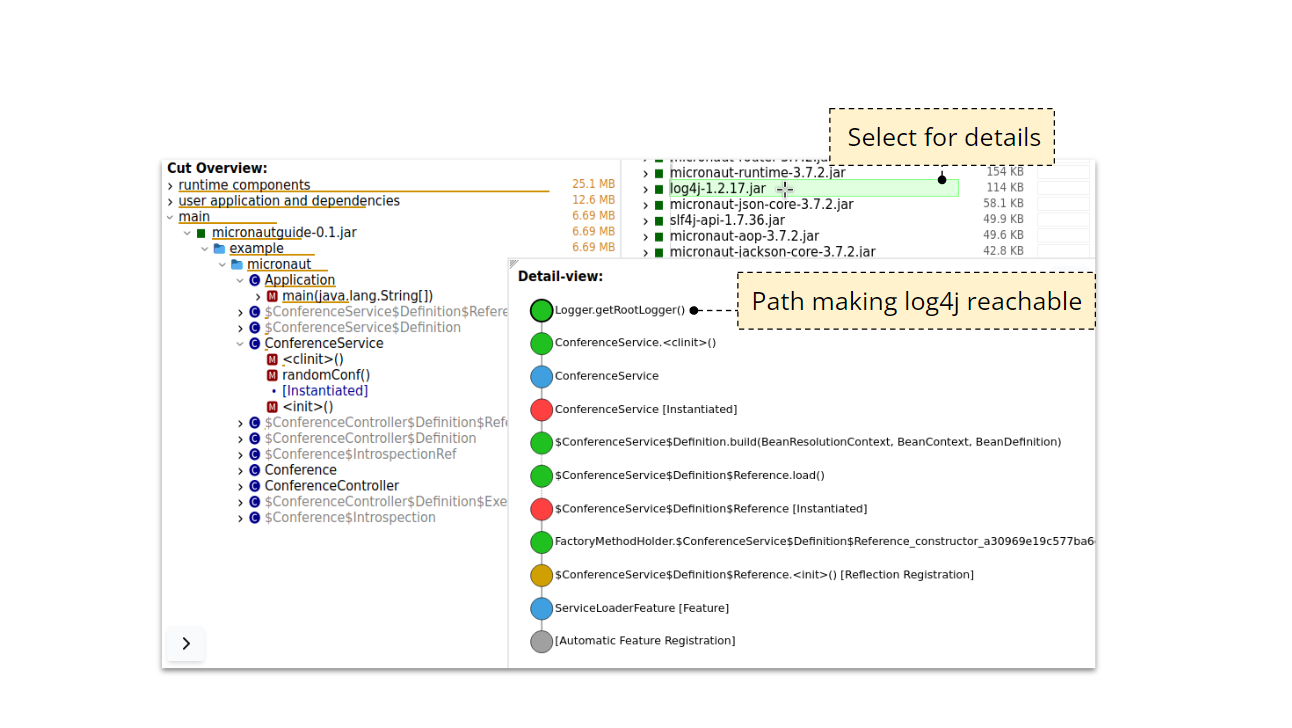 Select for details
Cut Overview:
runtime components 25.1 MB
user application and dependencies 12.6 MB
main 6.69 MB
micronautguide-0.1.jar 6.69 MB
example 6.69 MB
micronaut
Application
main(java.lang.String[])
$ConferenceService$Definition$Refere
$ConferenceService$Definition
ConferenceService
<clinit>()
randomConf()
[Instantiated]
<init>()
$ConferenceController$Definition$Refe
$ConferenceController$Definition
$Conference$IntrospectionRef
Conference
ConferenceController
$ConferenceController$Definition$Exe
$Conference$Introspection
micronaut-router-3.7.2.jar
micronaut-runtime-3.7.2.jar 154 KB
log4j-1.2.17.jar 114 KB
micronaut-json-core-3.7.2.jar 58.1 KB
slf4j-api-1.7.36.jar 49.9 KB
micronaut-aop-3.7.2.jar 49.6 KB
micronaut-jackson-core-3.7.2.jar 42.8 KB
Detail-view:
Path making log4j reachable
Logger.getRootLogger()
ConferenceService.<clinit>()
ConferenceService
ConferenceService [Instantiated]
$ConferenceService$Definition.build(BeanResolutionContext, BeanContext, BeanDefinition)
$ConferenceService$Definition$Reference.load()
$ConferenceService$Definition$Reference [Instantiated]
FactoryMethodHolder.$ConferenceService$Definition$Reference_constructor_a30969e19c577ba6
$ConferenceService$Definition$Reference.<init>() [Reflection Registration]
ServiceLoaderFeature [Feature]
[Automatic Feature Registration]